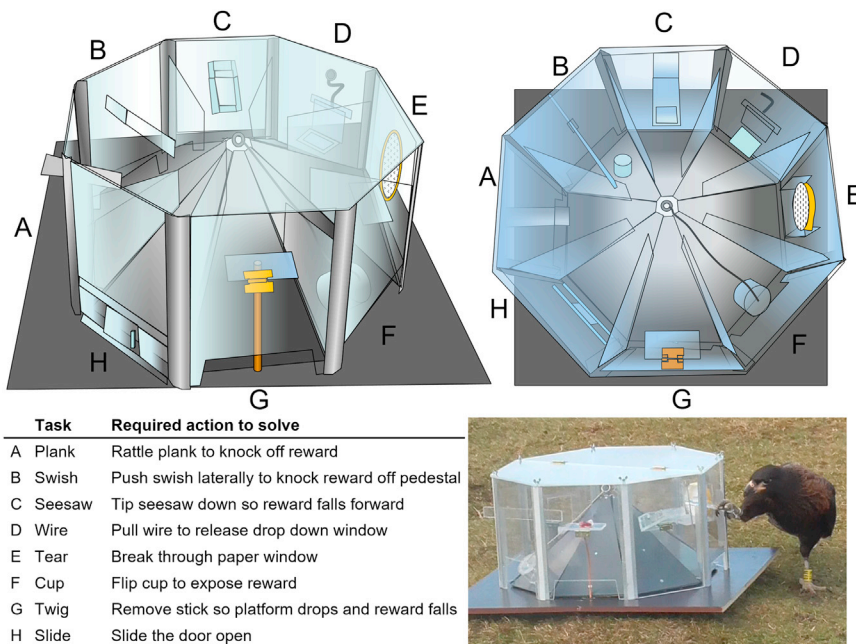 C
B
D
E
A
H
G
F
C
D
B
A
E
H
F
G
Task Required action to solve
A Plank Rattle plank to knock off reward
B Swish Push swish laterally to knock reward off pedestal
C Seesaw Tip seesaw down so reward falls forward
D Wire Pull wire to release drop down window
E Tear Break through paper window
F Cup Flip cup to expose reward
G Twig Remove stick so platform drops and reward falls
H Slide Slide the door open